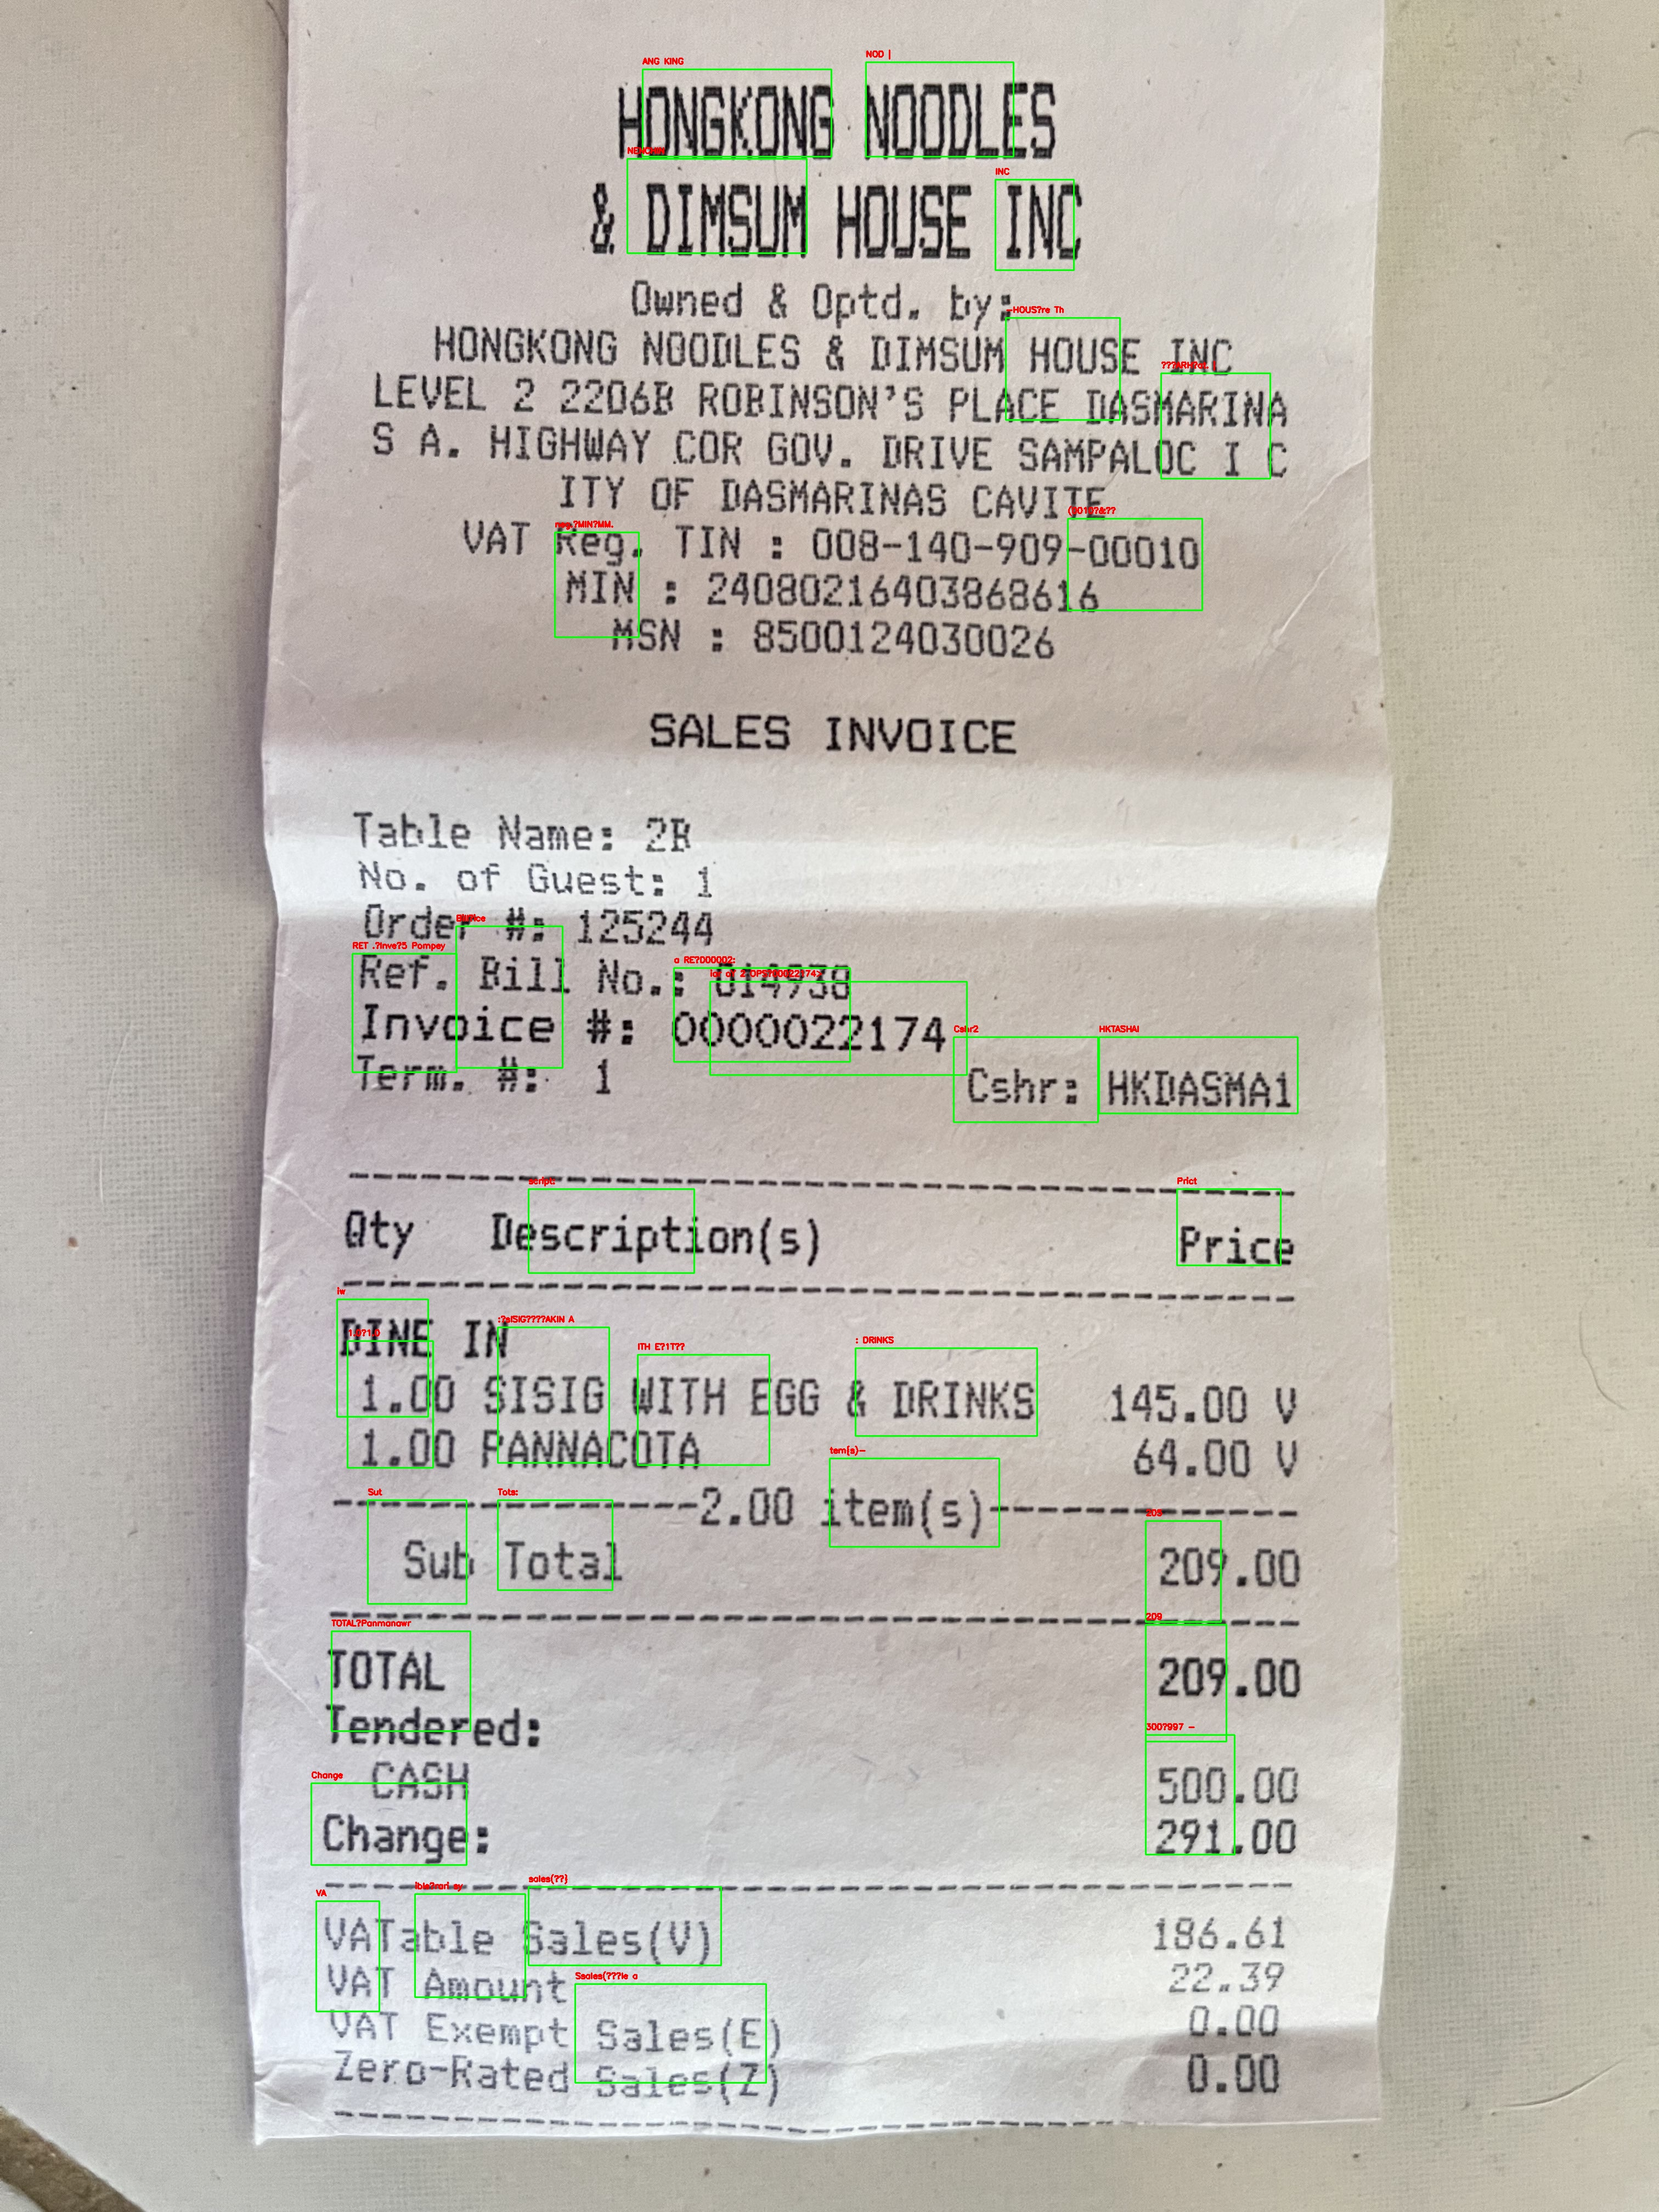 HONGKONG NOODLES
& DIMSUM HOUSE INC
Owned & Optd. by:
HONGKONG NOODLES & DIMSUM HOUSE INC
LEVEL 2 2206B ROBINSON'S PLACE DASMARINA
S A. HIGHWAY COR GOV. DRIVE SAMPALOC I C
ITY OF DASMARINAS CAVITE
VAT Reg. TIN : 008-140-909-00010
MIN : 24080216403868616
MSN : 8500124030026
SALES INVOICE
Table Name: 2B
No. of Guest: 1
Order #: 125244
Ref. Bill No.: 014938
Invoice #: 0000022174
Term. #: 1
Cshr: HKDASMA1
Qty Description(s) Price
DINE IN
1.00 SISIG WITH EGG & DRINKS 145.00 V
1.00 PANNACOTA 64.00 V
---------------2.00 item(s)-------------
Sub Total 209.00
TOTAL 209.00
Tendered:
CASH 500.00
Change: 291.00
VATable Sales(V) 186.61
VAT Amount 22.39
VAT Exempt Sales(E) 0.00
Zero-Rated Sales(Z) 0.00